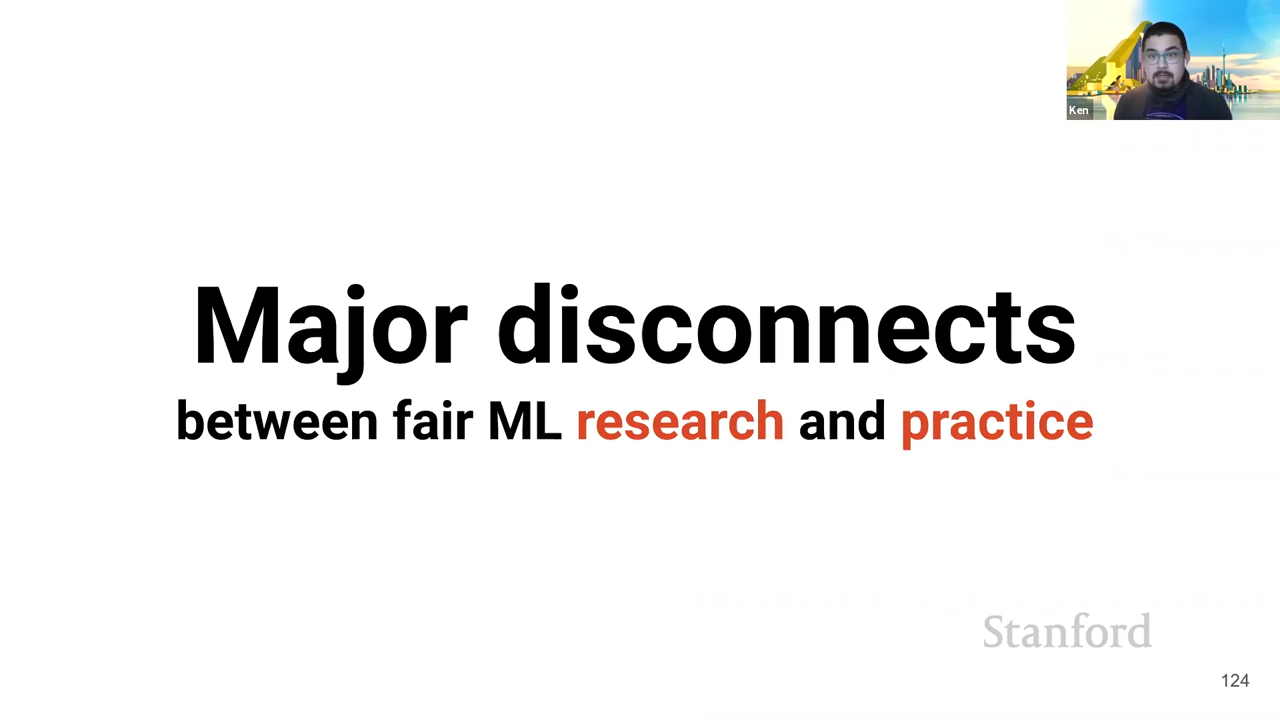 Ken
Major disconnects
between fair ML research and practice
Stanford
124